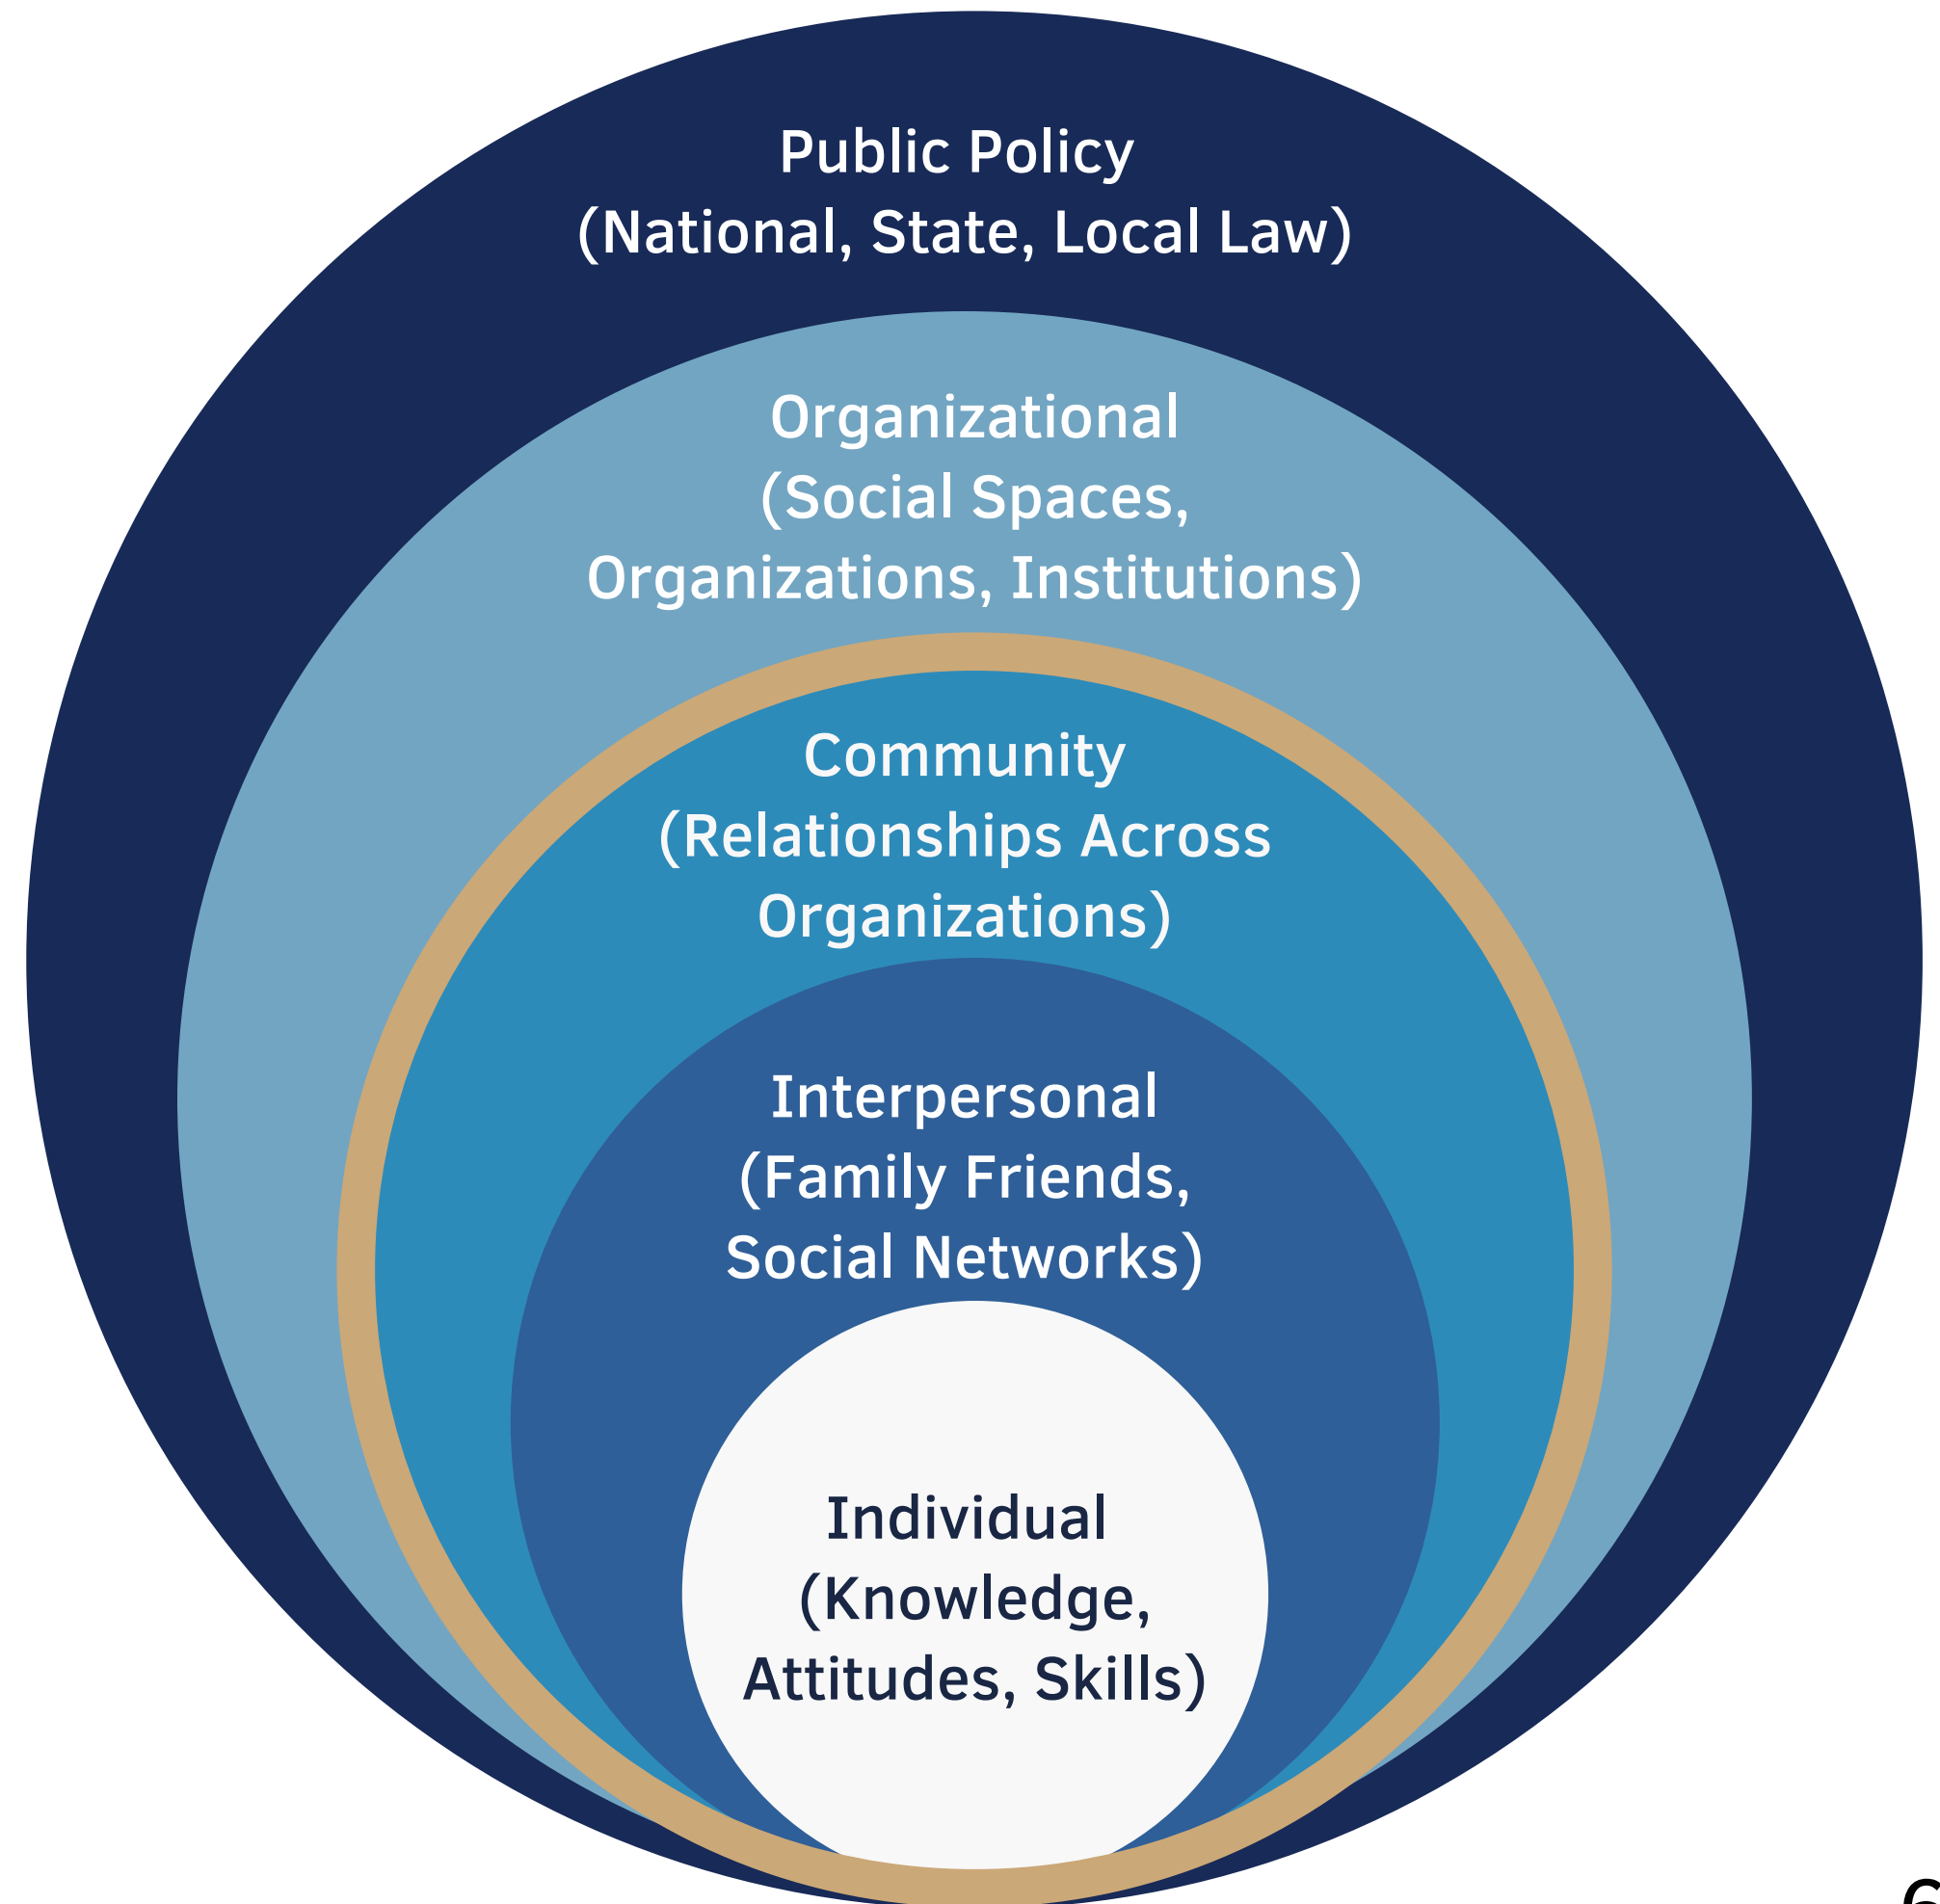 Public Policy
(National, State, Local Law)
Organizational
(Social Spaces,
Organizations, Institutions)
Community
(Relationships Across
Organizations)
Interpersonal
(Family Friends,
Social Networks)
Individual
(Knowledge,
Attitudes, Skills)